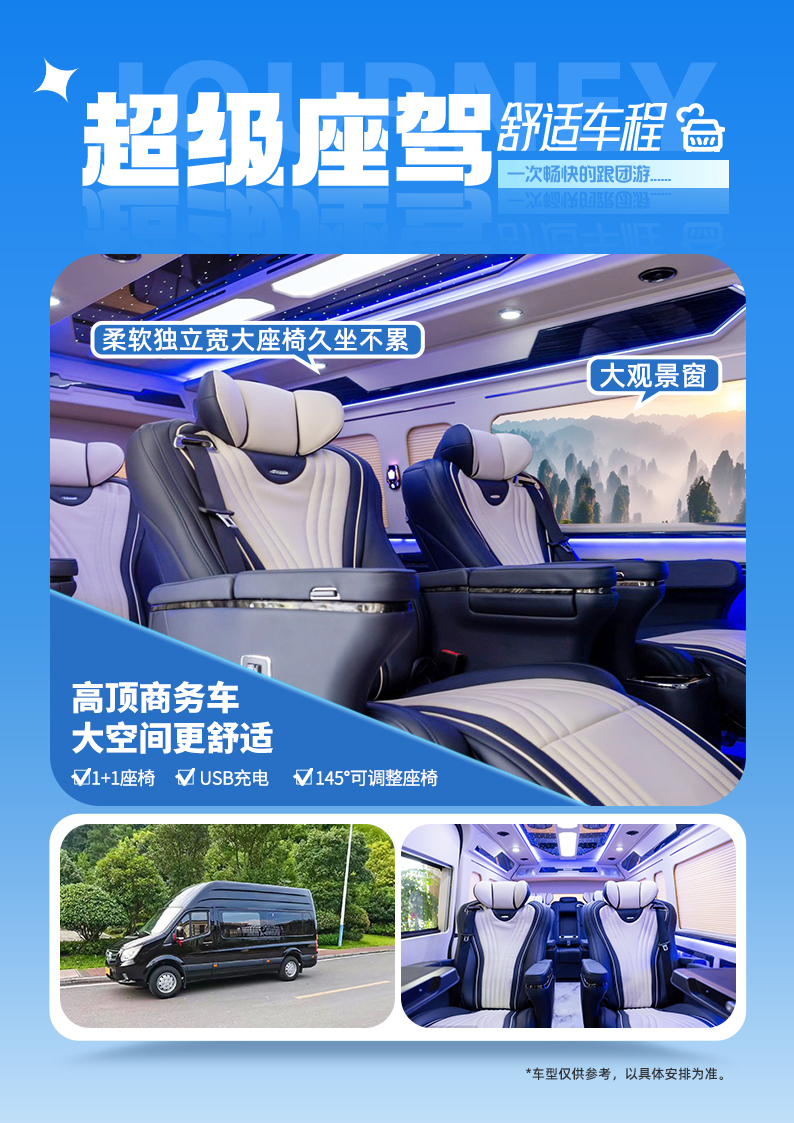 JOURNEY
超级座驾
舒适车程
一次畅快的跟团游......
柔软独立宽大座椅久坐不累
大观景窗
高顶商务车
大空间更舒适
1+1座椅 USB充电 145°可调整座椅
*车型仅供参考，以具体安排为准。